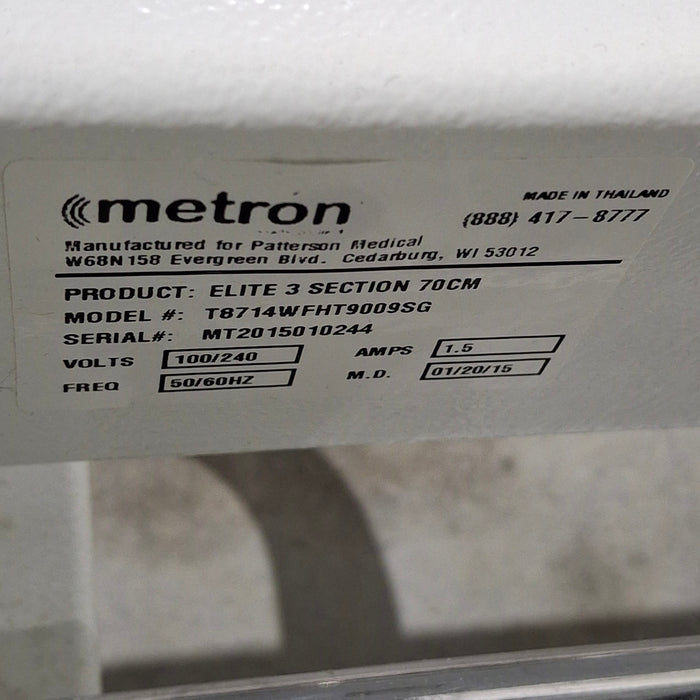 metron
MADE IN THAILAND
(888) 417-8777
Manufactured for Patterson Medical
W68N158 Evergreen Blvd. Cedarburg, WI 53012
PRODUCT: ELITE 3 SECTION 70CM
MODEL #: T8714WFHT9009SG
SERIAL#: MT2015010244
VOLTS 100/240 AMPS 1.5
FREQ 50/60HZ M.D. 01/20/15